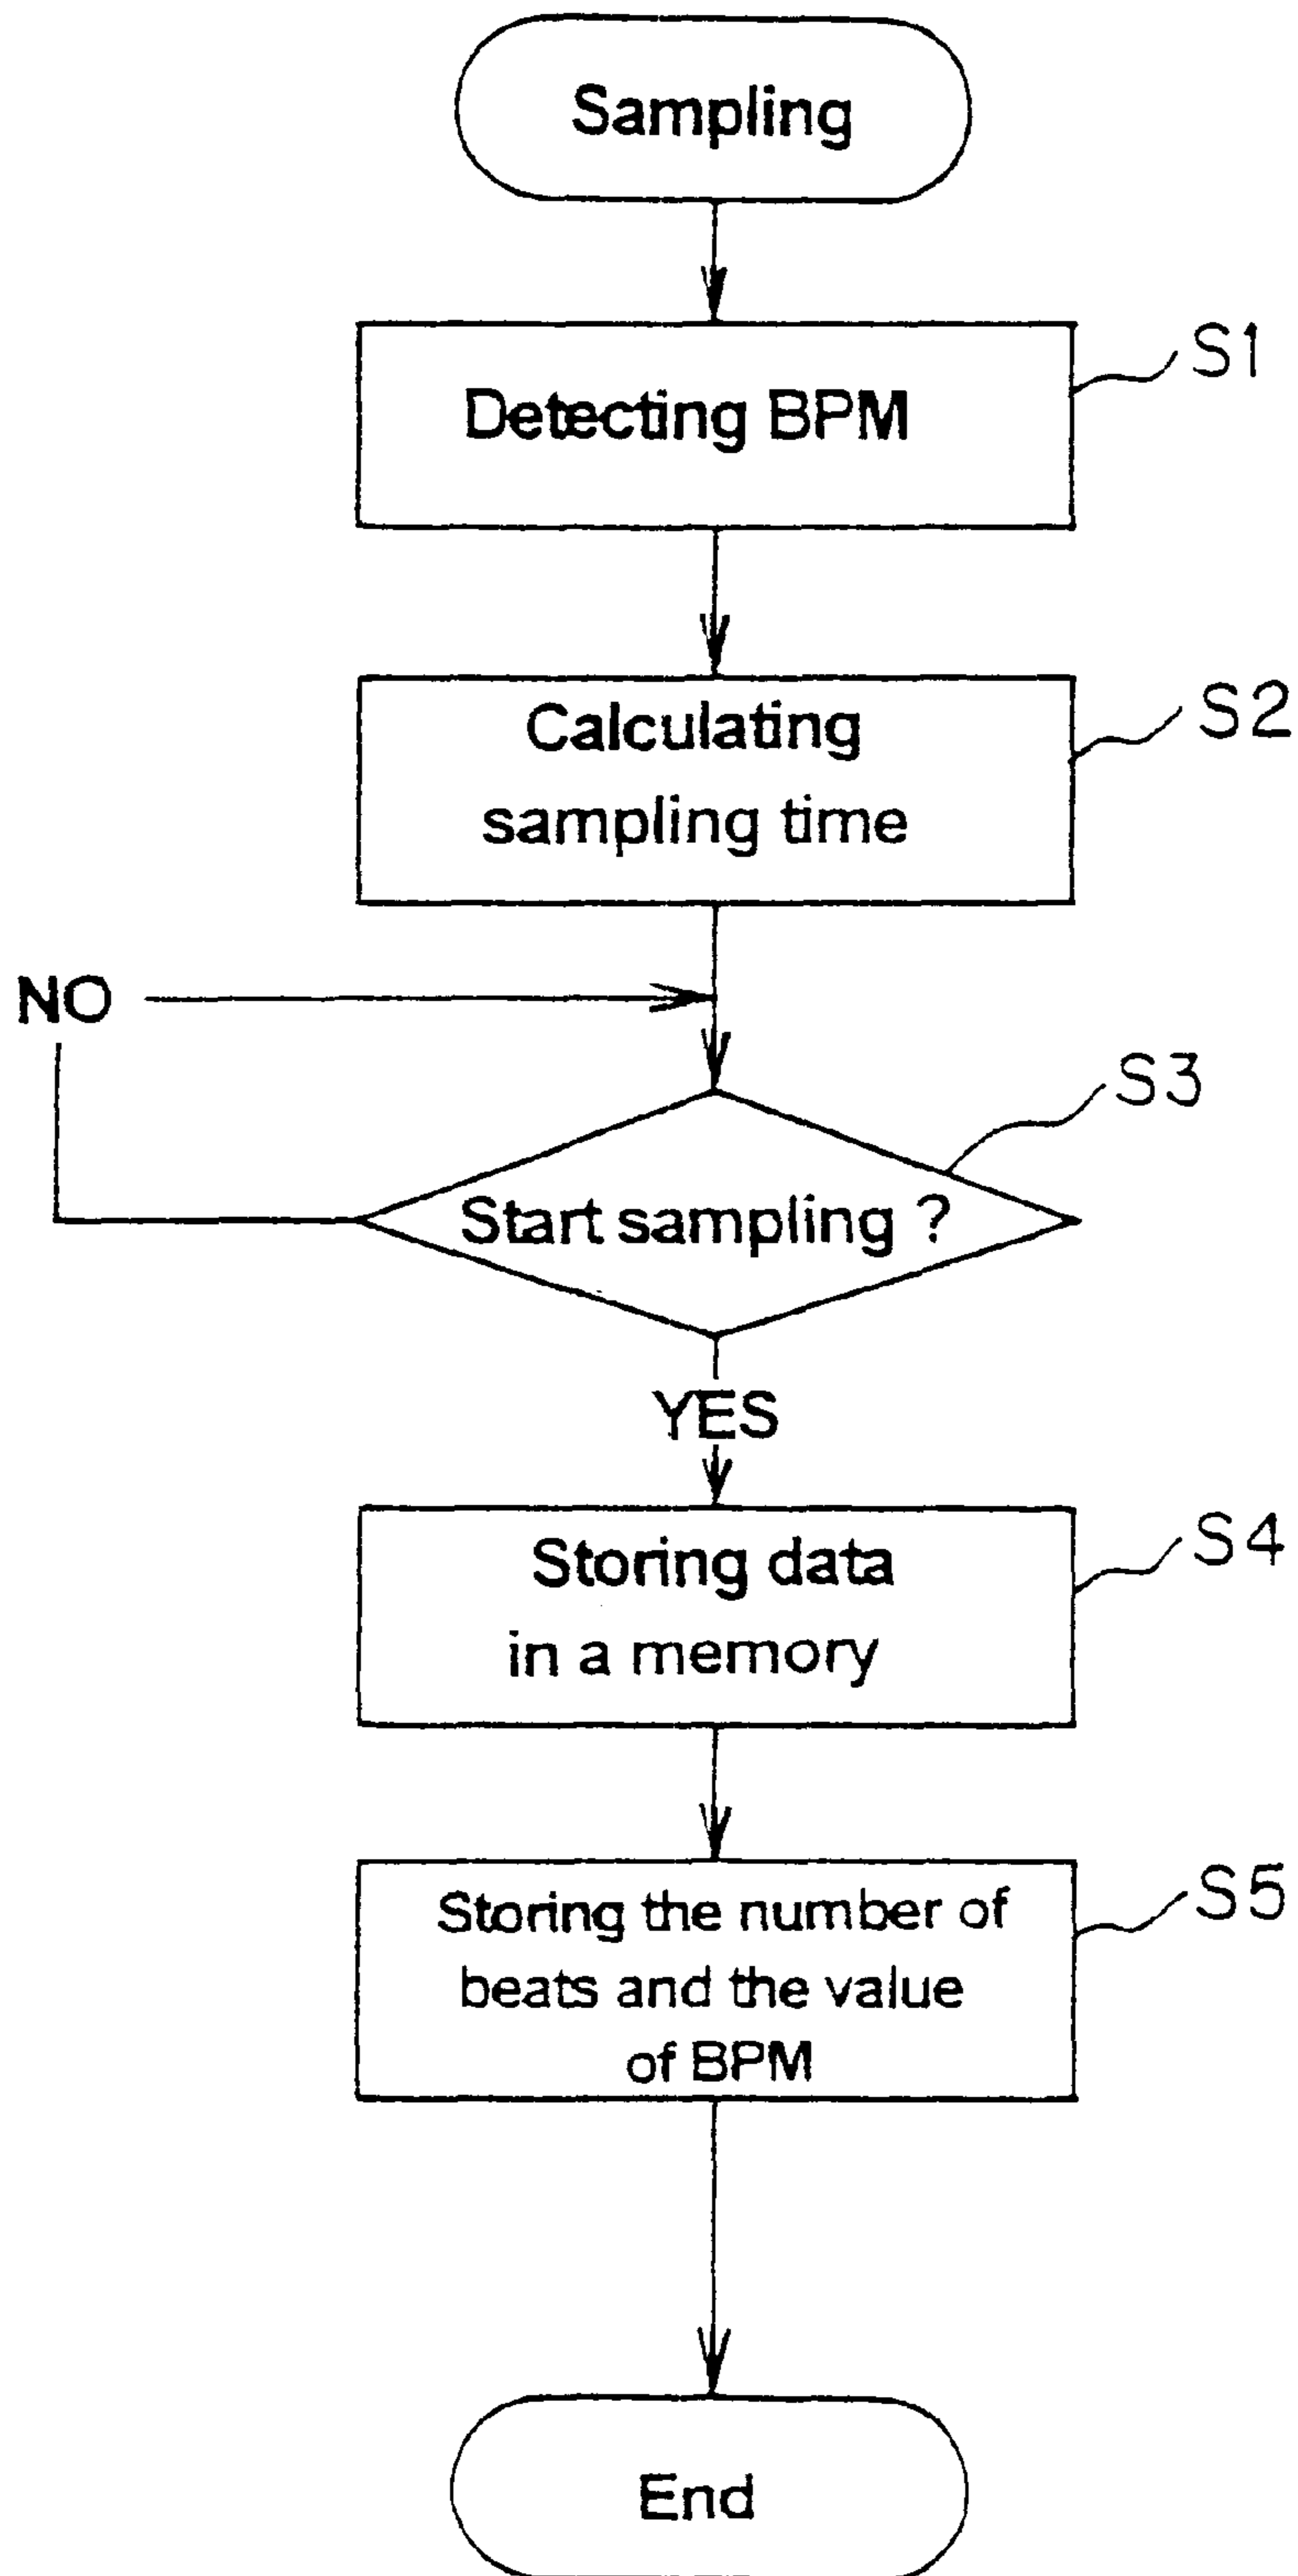 Sampling
Detecting BPM
S1
Calculating
sampling time
S2
NO
S3
Start sampling ?
YES
Storing data
in a memory
S4
Storing the number of
beats and the value
of BPM
S5
End